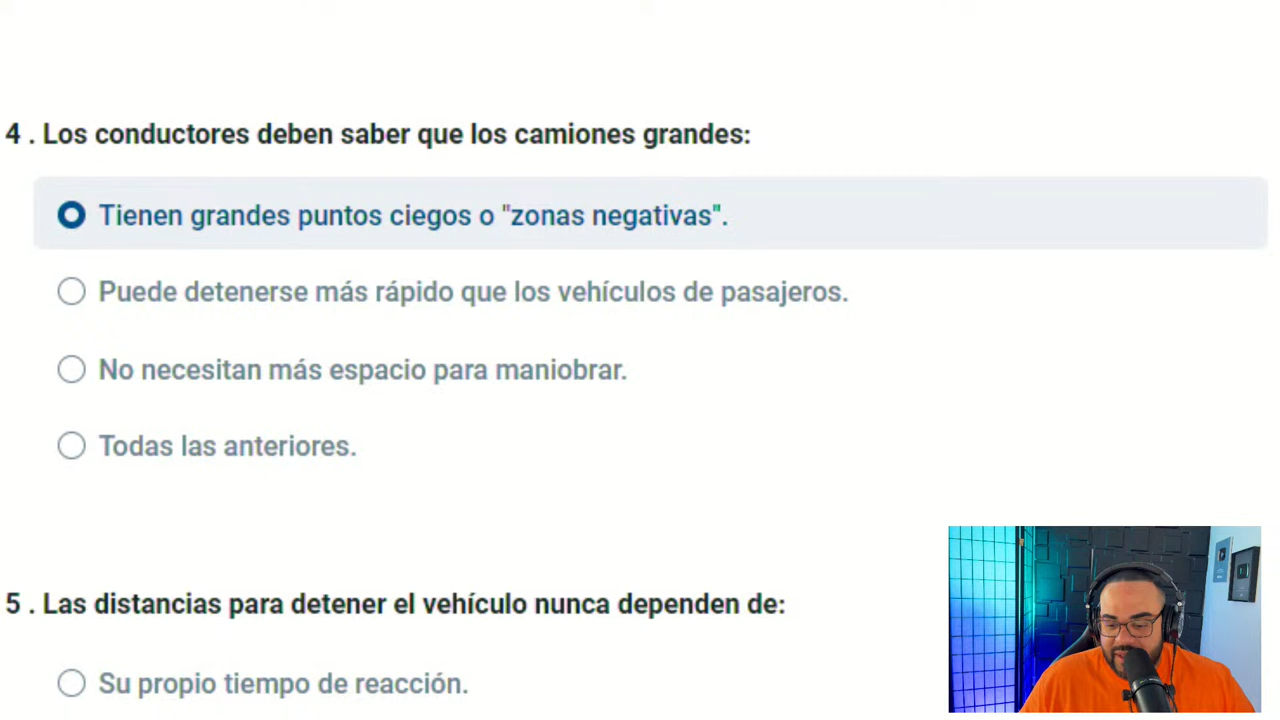 4 . Los conductores deben saber que los camiones grandes:
Tienen grandes puntos ciegos o "zonas negativas".
Puede detenerse más rápido que los vehículos de pasajeros.
No necesitan más espacio para maniobrar.
Todas las anteriores.
5 . Las distancias para detener el vehículo nunca dependen de:
Su propio tiempo de reacción.